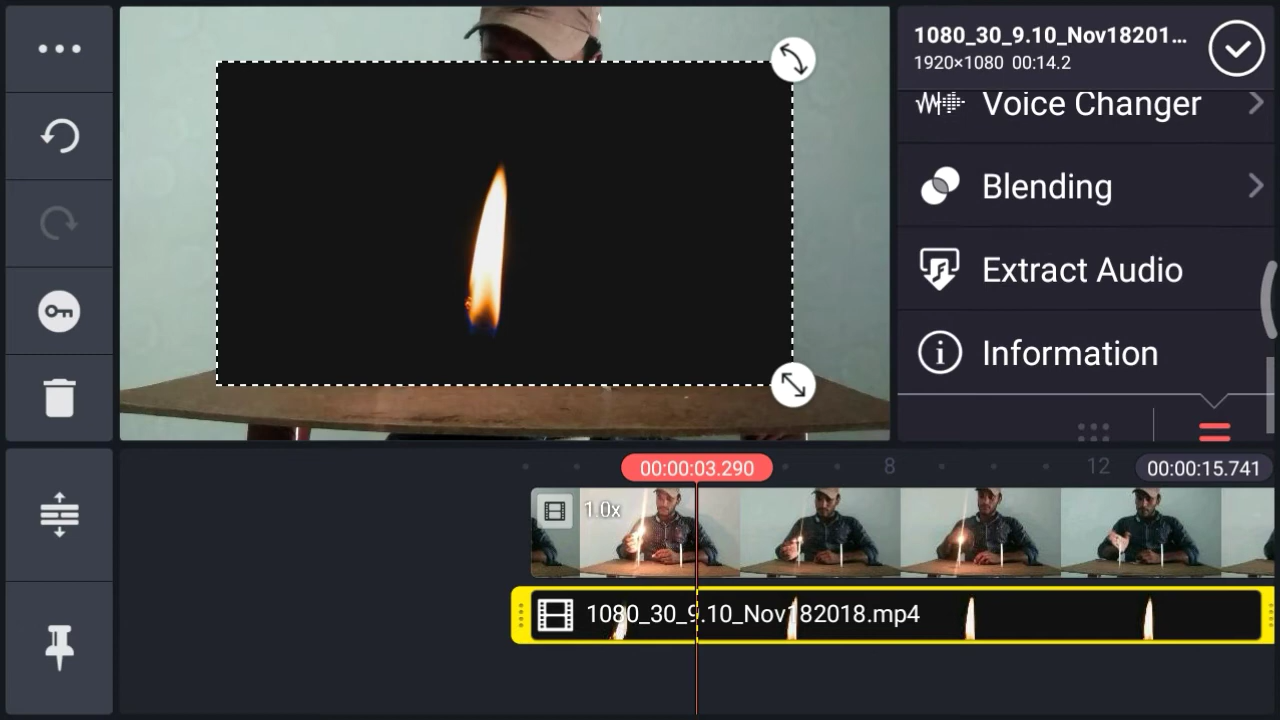 1080_30_9.10_Nov18201...
1920×1080 00:14.2
Voice Changer
Blending
Extract Audio
Information
00:00:03.290
8
12
00:00:15.741
1.0x
1080_30_9.10_Nov182018.mp4